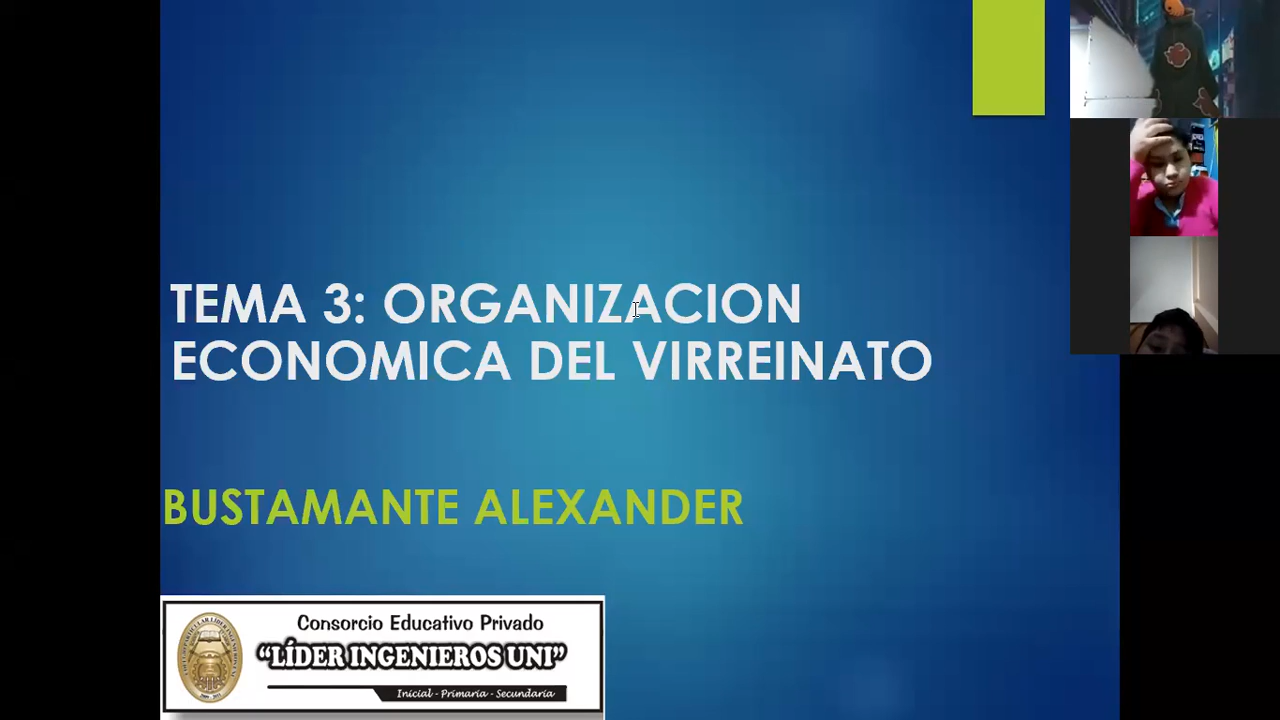 TEMA 3: ORGANIZACION
ECONOMICA DEL VIRREINATO
BUSTAMANTE ALEXANDER
Consorcio Educativo Privado
“LÍDER INGENIEROS UNI”
Inicial - Primaria - Secundaria